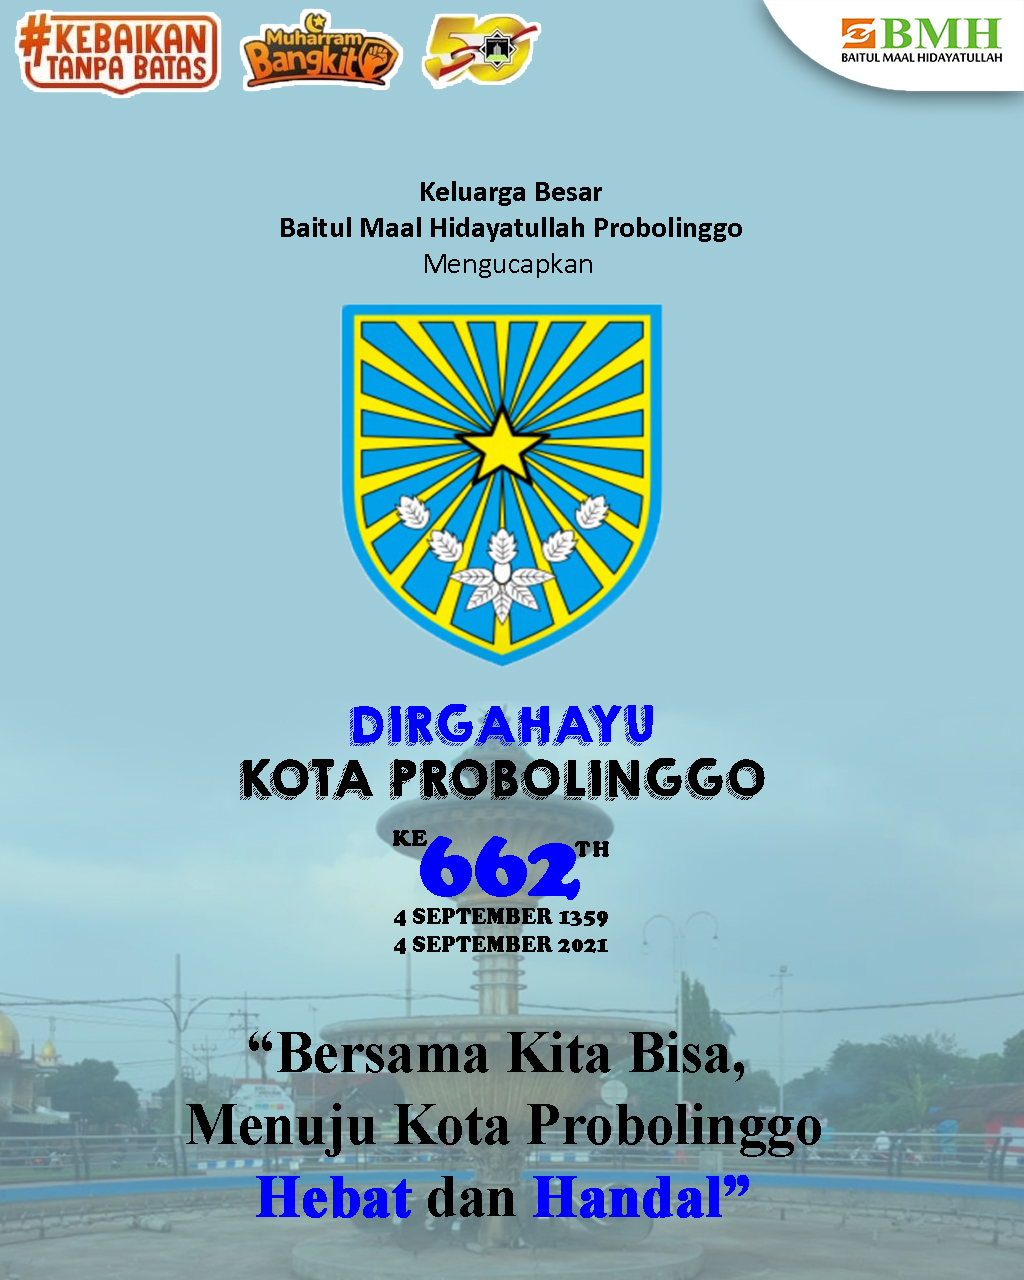 #KEBAIKAN
TANPA BATAS
Muharram
Bangkit
50
BMH
BAITUL MAAL HIDAYATULLAH
Keluarga Besar
Baitul Maal Hidayatullah Probolinggo
Mengucapkan
DIRGAHAYU
KOTA PROBOLINGGO
KE 662 TH
4 SEPTEMBER 1359
4 SEPTEMBER 2021
“Bersama Kita Bisa,
Menuju Kota Probolinggo
Hebat dan Handal”